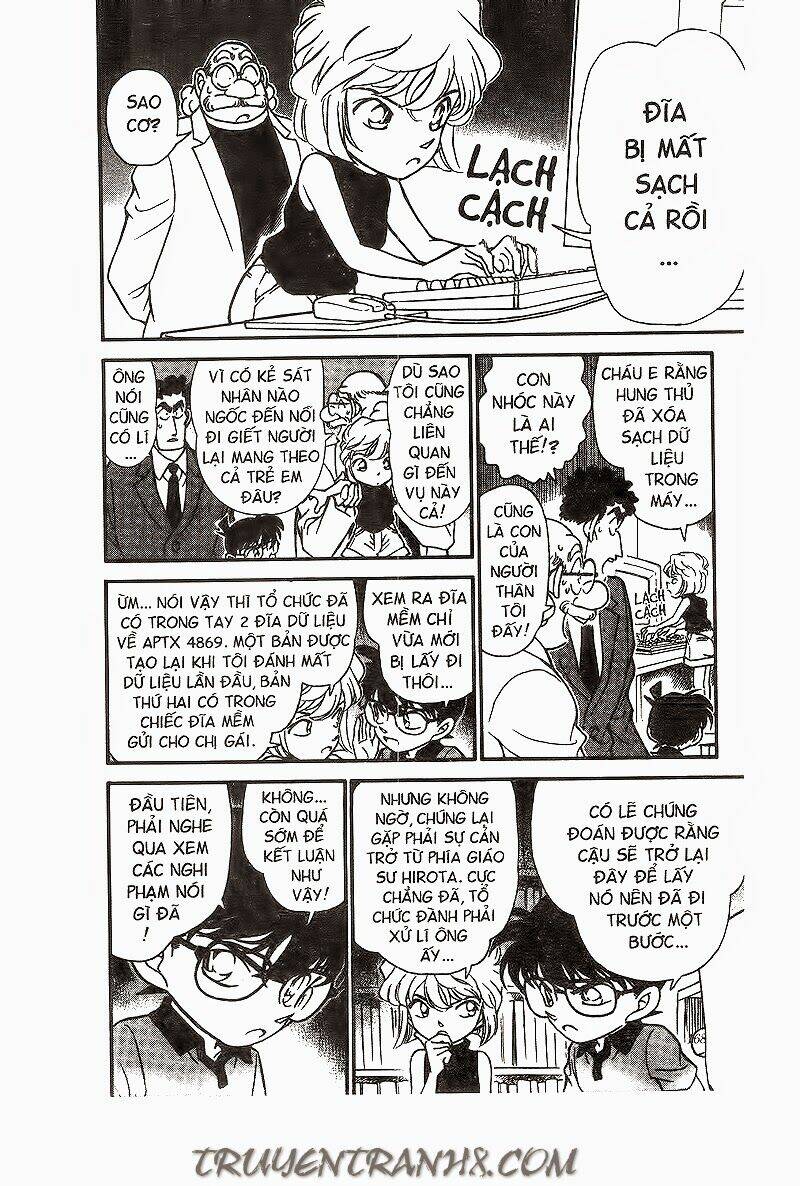 ĐĨA
BỊ MẤT
SẠCH
CẢ RỒI
...
LẠCH
CẠCH
SAO
CƠ?
CHÁU E RẰNG
HUNG THỦ
ĐÃ XÓA
SẠCH DỮ
LIỆU
TRONG
MÁY...
CON
NHÓC NÀY
LÀ AI
THẾ!?
CŨNG
LÀ CON
CỦA
NGƯỜI
THÂN TÔI
ĐẤY!
LẠCH
CẠCH
DÙ SAO
TÔI CŨNG
CHẲNG
LIÊN
QUAN
GÌ ĐẾN
VỤ NÀY
CẢ!
VÌ CÓ KẺ SÁT
NHÂN NÀO
NGỐC ĐẾN NỖI
ĐI GIẾT NGƯỜI
LẠI MANG THEO
CẢ TRẺ EM
ĐÂU?
ÔNG
NÓI
CŨNG
CÓ LÍ...
XEM RA ĐĨA
MỀM CHỈ
VỪA MỚI
BỊ LẤY ĐI
THÔI...
ỪM... NÓI VẬY THÌ TỔ CHỨC ĐÃ
CÓ TRONG TAY 2 ĐĨA DỮ LIỆU
VỀ APTX 4869. MỘT BẢN ĐƯỢC
TẠO LẠI KHI TÔI ĐÁNH MẤT
DỮ LIỆU LẦN ĐẦU, BẢN
THỨ HAI CÓ TRONG
CHIẾC ĐĨA MỀM
GỬI CHO CHỊ GÁI.
CÓ LẼ CHÚNG
ĐOÁN ĐƯỢC RẰNG
CẬU SẼ TRỞ LẠI
ĐÂY ĐỂ LẤY
NÓ NÊN ĐÃ ĐI
TRƯỚC MỘT
BƯỚC...
NHƯNG KHÔNG
NGỜ, CHÚNG LẠI
GẶP PHẢI SỰ CẢN
TRỞ TỪ PHÍA GIÁO
SƯ HIROTA. CỰC
CHẲNG ĐÃ, TỔ
CHỨC ĐÀNH PHẢI
XỬ LÍ ÔNG
ẤY...
KHÔNG...
CÒN QUÁ
SỚM ĐỂ
KẾT LUẬN
NHƯ
VẬY!
ĐẦU TIÊN,
PHẢI NGHE
QUA XEM
CÁC NGHI
PHẠM NÓI
GÌ ĐÃ
!
TRUYENTRANH8.COM